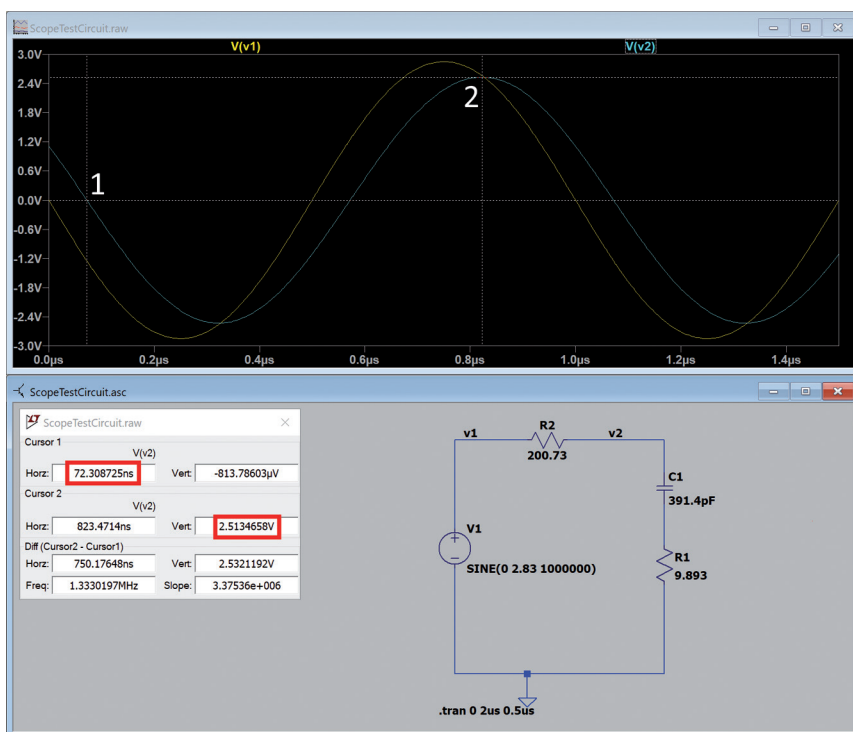 ScopeTestCircuit.raw
V(v1) V(v2)
3.0V
2.4V
1.8V
1.2V
0.6V
0.0V
-0.6V
-1.2V
-1.8V
-2.4V
-3.0V
1
2
0.0µs 0.2µs 0.4µs 0.6µs 0.8µs 1.0µs 1.2µs 1.4µs
ScopeTestCircuit.asc
ScopeTestCircuit.raw
Cursor 1
V(v2)
Horz: 72.308725ns Vert: -813.78603µV
Cursor 2
V(v2)
Horz: 823.4714ns Vert: 2.5134658V
Diff (Cursor2 - Cursor1)
Horz: 750.17648ns Vert: 2.5321192V
Freq: 1.3330197MHz Slope: 3.37536e+006
v1 R2 v2
200.73
C1
391.4pF
V1
SINE(0 2.83 1000000)
R1
9.893
.tran 0 2us 0.5us